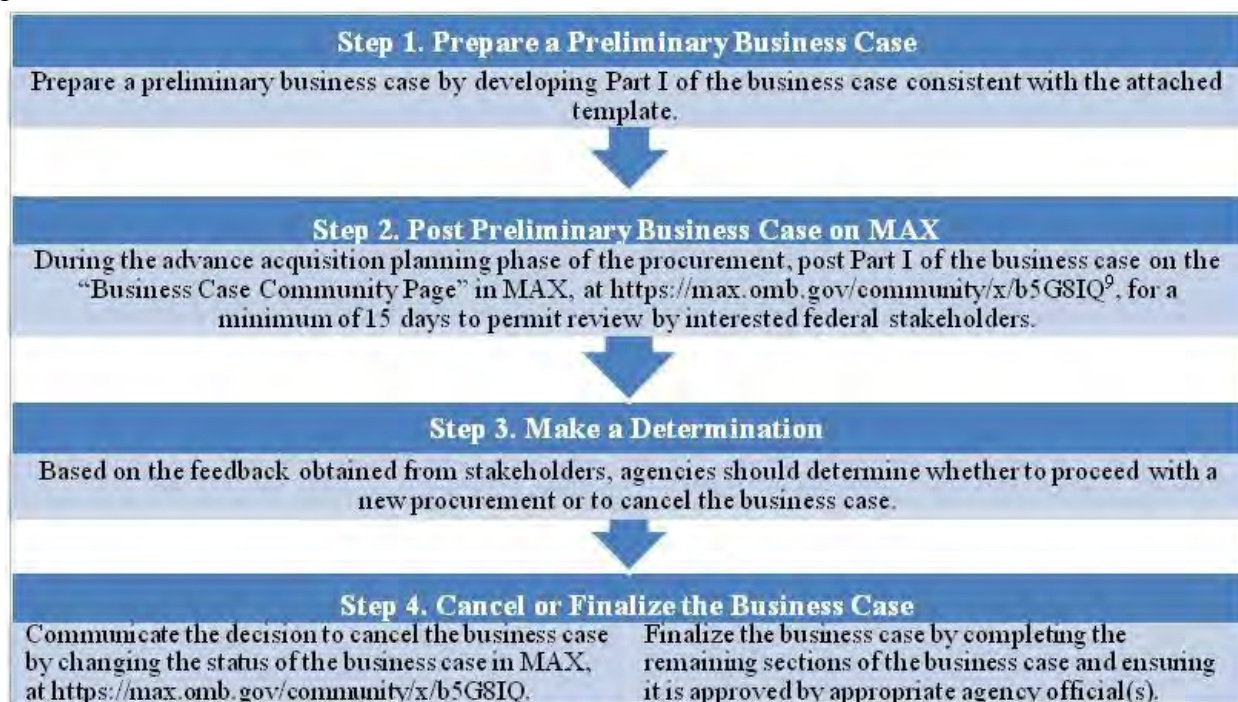 Step 1. Prepare a Preliminary Business Case
Prepare a preliminary business case by developing Part I of the business case consistent with the attached
template.
Step 2. Post Preliminary Business Case on MAX
During the advance acquisition planning phase of the procurement, post Part I of the business case on the
“Business Case Community Page” in MAX, at https://max.omb.gov/community/x/b5G8IQ⁹, for a
minimum of 15 days to permit review by interested federal stakeholders.
Step 3. Make a Determination
Based on the feedback obtained from stakeholders, agencies should determine whether to proceed with a
new procurement or to cancel the business case.
Step 4. Cancel or Finalize the Business Case
Communicate the decision to cancel the business case
by changing the status of the business case in MAX,
at https://max.omb.gov/community/x/b5G8IQ.
Finalize the business case by completing the
remaining sections of the business case and ensuring
it is approved by appropriate agency official(s).